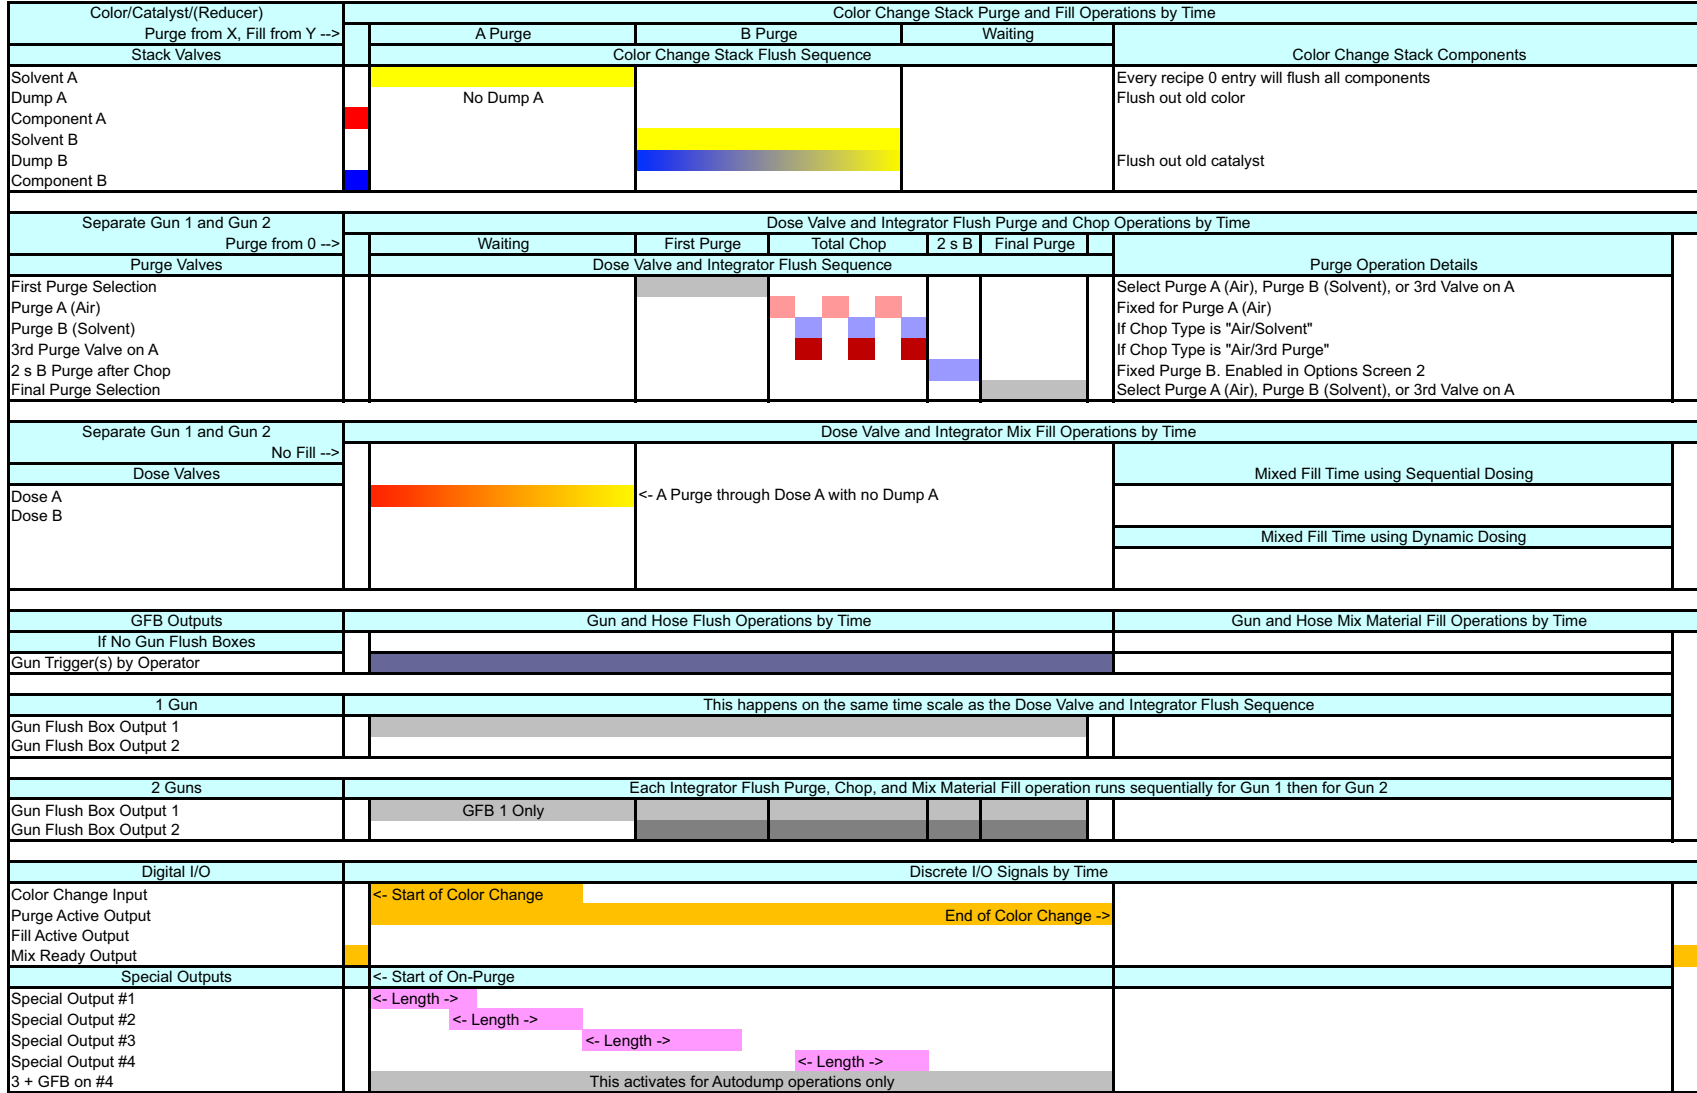 Color/Catalyst/(Reducer) Color Change Stack Purge and Fill Operations by Time
Purge from X, Fill from Y --> A Purge B Purge Waiting
Stack Valves Color Change Stack Flush Sequence Color Change Stack Components
Solvent A Every recipe 0 entry will flush all components
Dump A No Dump A Flush out old color
Component A
Solvent B
Dump B Flush out old catalyst
Component B
Separate Gun 1 and Gun 2 Dose Valve and Integrator Flush Purge and Chop Operations by Time
Purge from 0 --> Waiting First Purge Total Chop 2 s B Final Purge
Purge Valves Dose Valve and Integrator Flush Sequence Purge Operation Details
First Purge Selection Select Purge A (Air), Purge B (Solvent), or 3rd Valve on A
Purge A (Air) Fixed for Purge A (Air)
Purge B (Solvent) If Chop Type is "Air/Solvent"
3rd Purge Valve on A If Chop Type is "Air/3rd Purge"
2 s B Purge after Chop Fixed Purge B. Enabled in Options Screen 2
Final Purge Selection Select Purge A (Air), Purge B (Solvent), or 3rd Valve on A
Separate Gun 1 and Gun 2 Dose Valve and Integrator Mix Fill Operations by Time
No Fill -->
Dose Valves Mixed Fill Time using Sequential Dosing
Dose A <- A Purge through Dose A with no Dump A
Dose B
Mixed Fill Time using Dynamic Dosing
GFB Outputs Gun and Hose Flush Operations by Time Gun and Hose Mix Material Fill Operations by Time
If No Gun Flush Boxes
Gun Trigger(s) by Operator
1 Gun This happens on the same time scale as the Dose Valve and Integrator Flush Sequence
Gun Flush Box Output 1
Gun Flush Box Output 2
2 Guns Each Integrator Flush Purge, Chop, and Mix Material Fill operation runs sequentially for Gun 1 then for Gun 2
Gun Flush Box Output 1 GFB 1 Only
Gun Flush Box Output 2
Digital I/O Discrete I/O Signals by Time
Color Change Input <- Start of Color Change
Purge Active Output End of Color Change ->
Fill Active Output
Mix Ready Output
Special Outputs <- Start of On-Purge
Special Output #1 <- Length ->
Special Output #2 <- Length ->
Special Output #3 <- Length ->
Special Output #4 <- Length ->
3 + GFB on #4 This activates for Autodump operations only